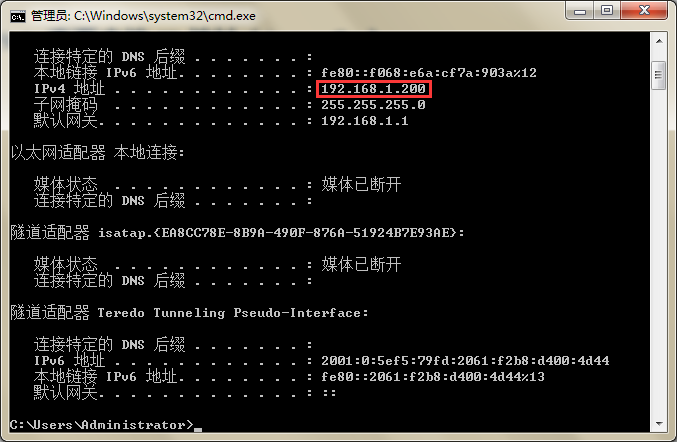 管理员: C:\Windows\system32\cmd.exe
连接特定的 DNS 后缀 . . . . . . . :
本地链接 IPv6 地址. . . . . . . . : fe80::f068:e6a:cf7a:903a%12
IPv4 地址 . . . . . . . . . . . . : 192.168.1.200
子网掩码 . . . . . . . . . . . . : 255.255.255.0
默认网关. . . . . . . . . . . . . : 192.168.1.1
以太网适配器 本地连接:
媒体状态 . . . . . . . . . . . . : 媒体已断开
连接特定的 DNS 后缀 . . . . . . . :
隧道适配器 isatap.{EA8CC78E-8B9A-490F-876A-51924B7E93AE}:
媒体状态 . . . . . . . . . . . . : 媒体已断开
连接特定的 DNS 后缀 . . . . . . . :
隧道适配器 Teredo Tunneling Pseudo-Interface:
连接特定的 DNS 后缀 . . . . . . . :
IPv6 地址 . . . . . . . . . . . . : 2001:0:5ef5:79fd:2061:f2b8:d400:4d44
本地链接 IPv6 地址. . . . . . . . : fe80::2061:f2b8:d400:4d44%13
默认网关. . . . . . . . . . . . . : ::
C:\Users\Administrator>_